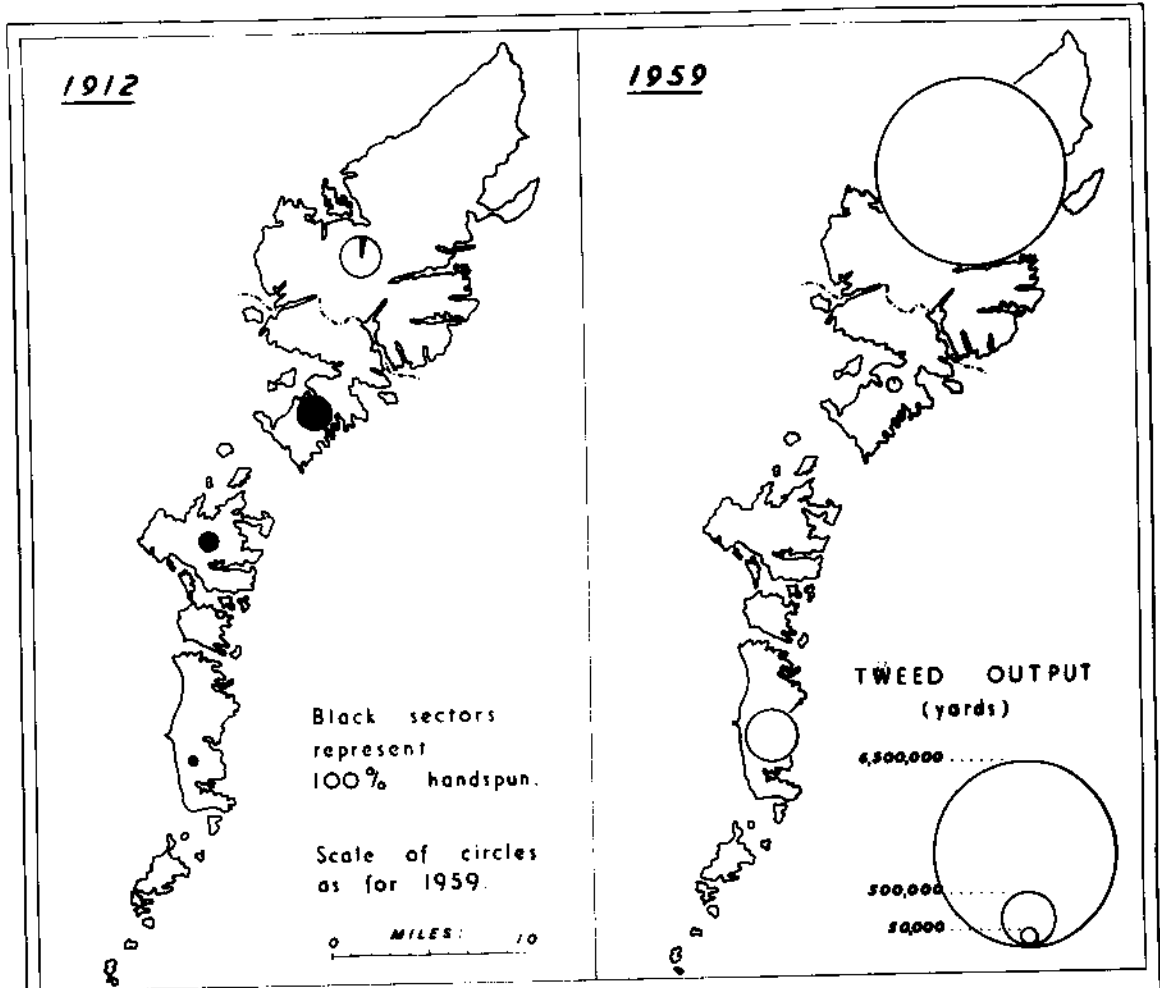 1912
Black sectors
represent
100% handspun.
Scale of circles
as for 1959.
0 MILES: 10
1959
TWEED OUTPUT
(yards)
6,500,000
500,000
50,000